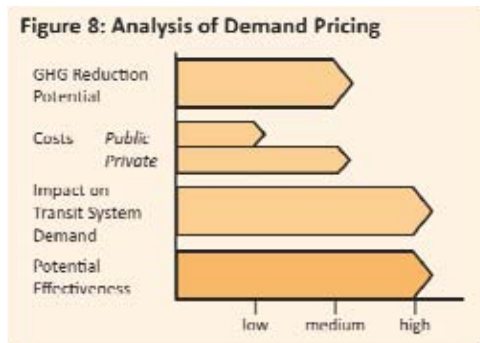 Figure 8: Analysis of Demand Pricing
GHG Reduction
Potential
Costs Public
Private
Impact on
Transit System
Demand
Potential
Effectiveness
low medium high